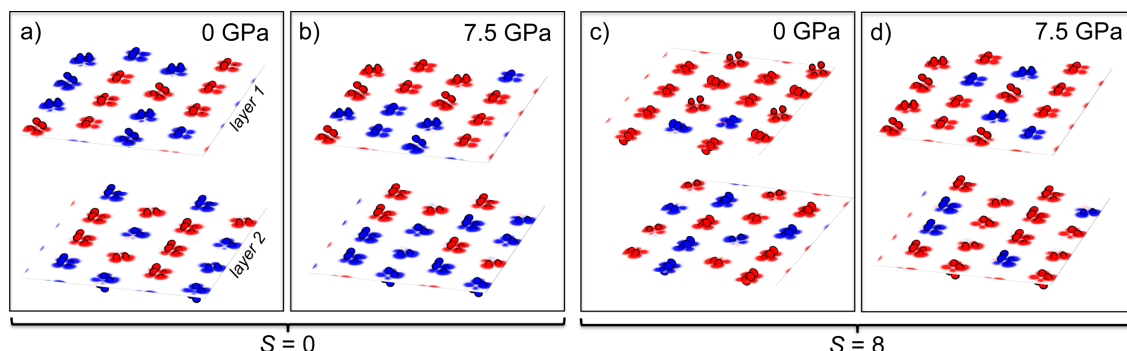 a) 0 GPa
b) 7.5 GPa
c) 0 GPa
d) 7.5 GPa
layer 1
layer 2
S = 0
S = 8